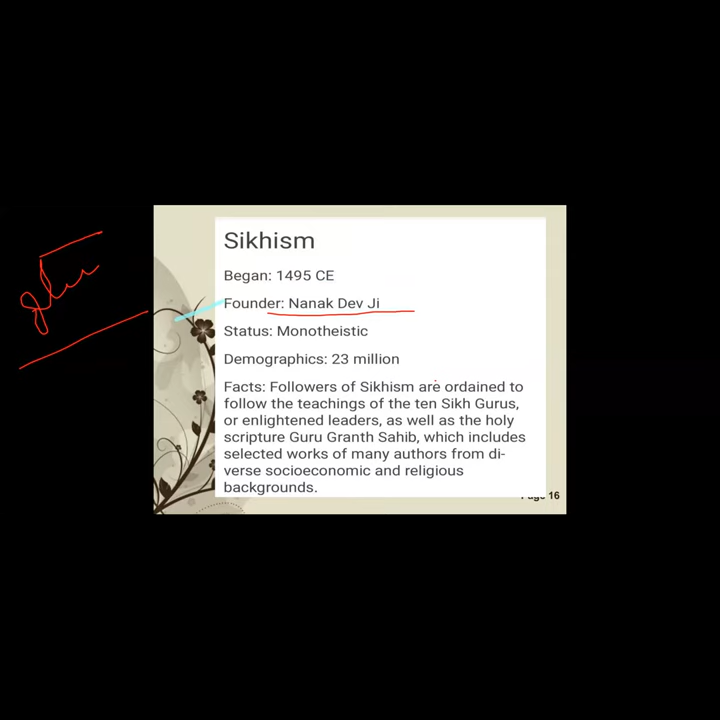 Sikhism
Began: 1495 CE
Founder: Nanak Dev Ji
Status: Monotheistic
Demographics: 23 million
Facts: Followers of Sikhism are ordained to
follow the teachings of the ten Sikh Gurus,
or enlightened leaders, as well as the holy
scripture Guru Granth Sahib, which includes
selected works of many authors from di-
verse socioeconomic and religious
backgrounds.
Page 16